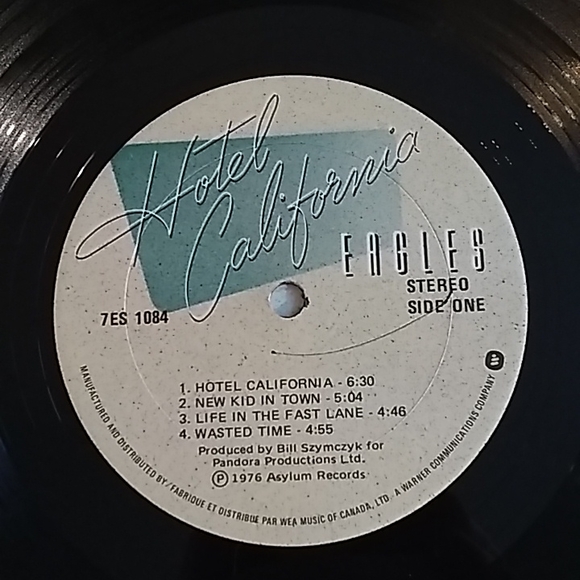 Hotel
California
EAGLES
STEREO
7ES 1084
SIDE ONE
1. HOTEL CALIFORNIA - 6:30
2. NEW KID IN TOWN - 5:04
3. LIFE IN THE FAST LANE - 4:46
4. WASTED TIME - 4:55
Produced by Bill Szymczyk for
Pandora Productions Ltd.
Ⓟ 1976 Asylum Records
MANUFACTURED AND DISTRIBUTED BY/FABRIQUE ET DISTRIBUE PAR WEA MUSIC OF CANADA, LTD. A WARNER COMMUNICATIONS COMPANY